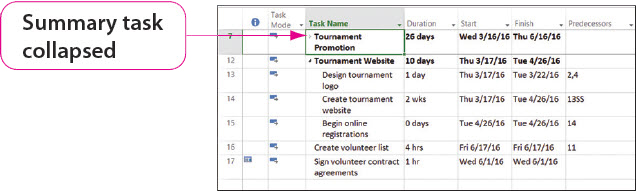 Summary task
collapsed
Task
Mode Task Name Duration Start Finish Predecessors
7 Tournament 26 days Wed 3/16/16 Thu 6/16/16
Promotion
12 Tournament Website 10 days Thu 3/17/16 Tue 4/26/16
13 Design tournament 1 day Thu 3/17/16 Tue 3/22/16 2,4
logo
14 Create tournament 2 wks Thu 3/17/16 Tue 4/26/16 13SS
website
15 Begin online 0 days Tue 4/26/16 Tue 4/26/16 14
registrations
16 Create volunteer list 4 hrs Fri 6/17/16 Fri 6/17/16 11
17 Sign volunteer contract 1 hr Wed 6/1/16 Wed 6/1/16
agreements